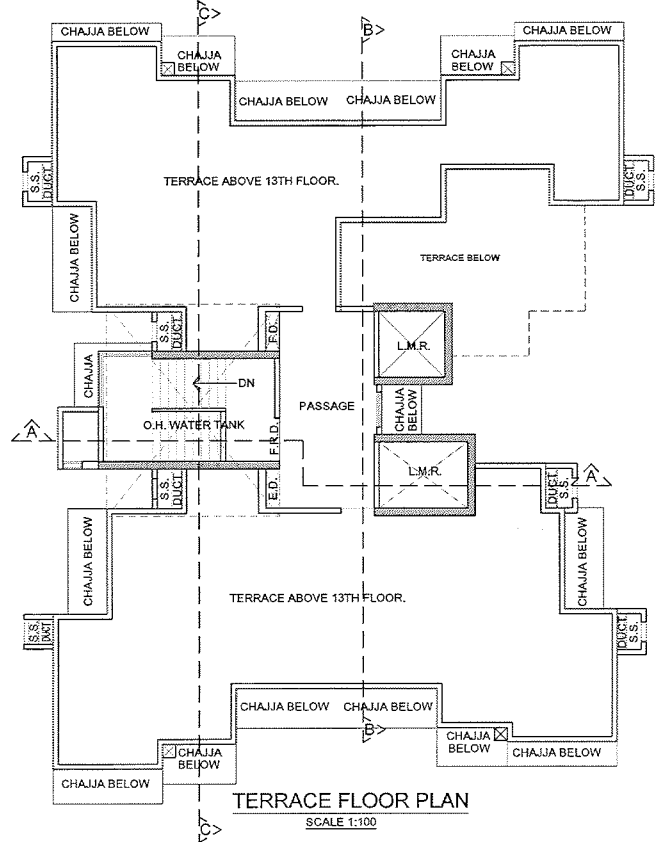 C>
B>
CHAJJA BELOW
CHAJJA
BELOW
CHAJJA
BELOW
CHAJJA BELOW
CHAJJA BELOW
CHAJJA BELOW
S.S.
DUCT.
TERRACE ABOVE 13TH FLOOR.
DUCT.
S.S.
CHAJJA BELOW
TERRACE BELOW
S.S.
DUCT.
F.D.
L.M.R.
CHAJJA
DN
PASSAGE
CHAJJA
BELOW
O.H. WATER TANK
F.R.D.
A
L.M.R.
A
S.S.
DUCT.
E.D.
DUCT.
S.S.
CHAJJA BELOW
CHAJJA BELOW
TERRACE ABOVE 13TH FLOOR.
S.S.
DUCT.
DUCT.
S.S.
CHAJJA BELOW
CHAJJA BELOW
B>
CHAJJA
BELOW
CHAJJA
BELOW
CHAJJA BELOW
CHAJJA BELOW
TERRACE FLOOR PLAN
SCALE 1:100
C>